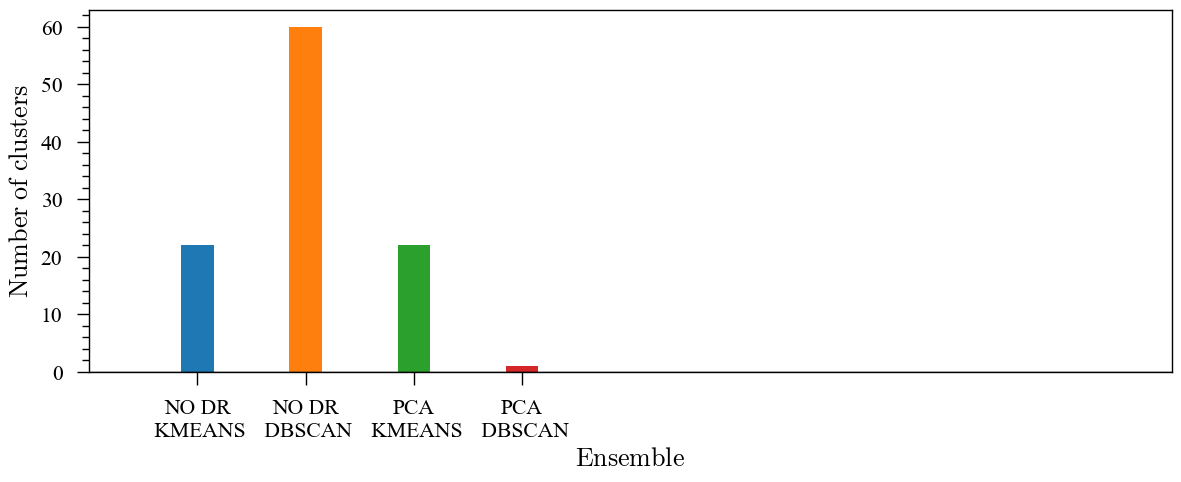 60
50
40
30
20
10
0
Number of clusters
NO DR
KMEANS
NO DR
DBSCAN
PCA
KMEANS
PCA
DBSCAN
Ensemble